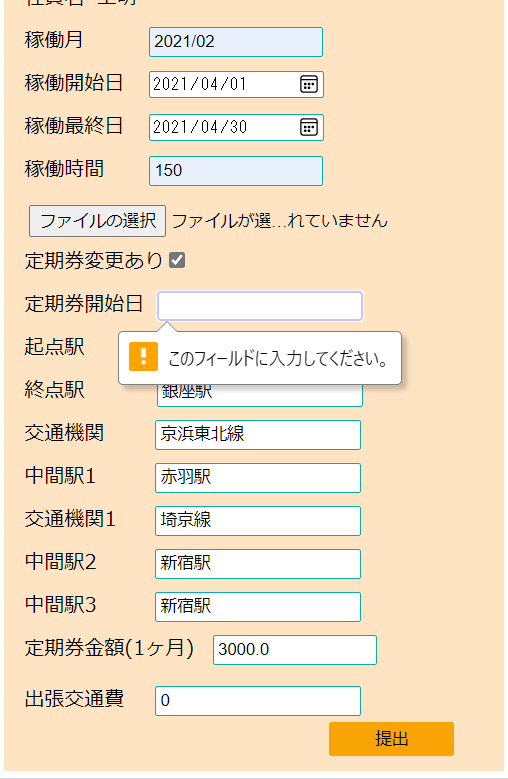 稼働月 2021/02
稼働開始日 2021/04/01
稼働最終日 2021/04/30
稼働時間 150
ファイルの選択 ファイルが選...れていません
定期券変更あり
定期券開始日
このフィールドに入力してください。
起点駅
終点駅 銀座駅
交通機関 京浜東北線
中間駅1 赤羽駅
交通機関1 埼京線
中間駅2 新宿駅
中間駅3 新宿駅
定期券金額(1ヶ月) 3000.0
出張交通費 0
提出